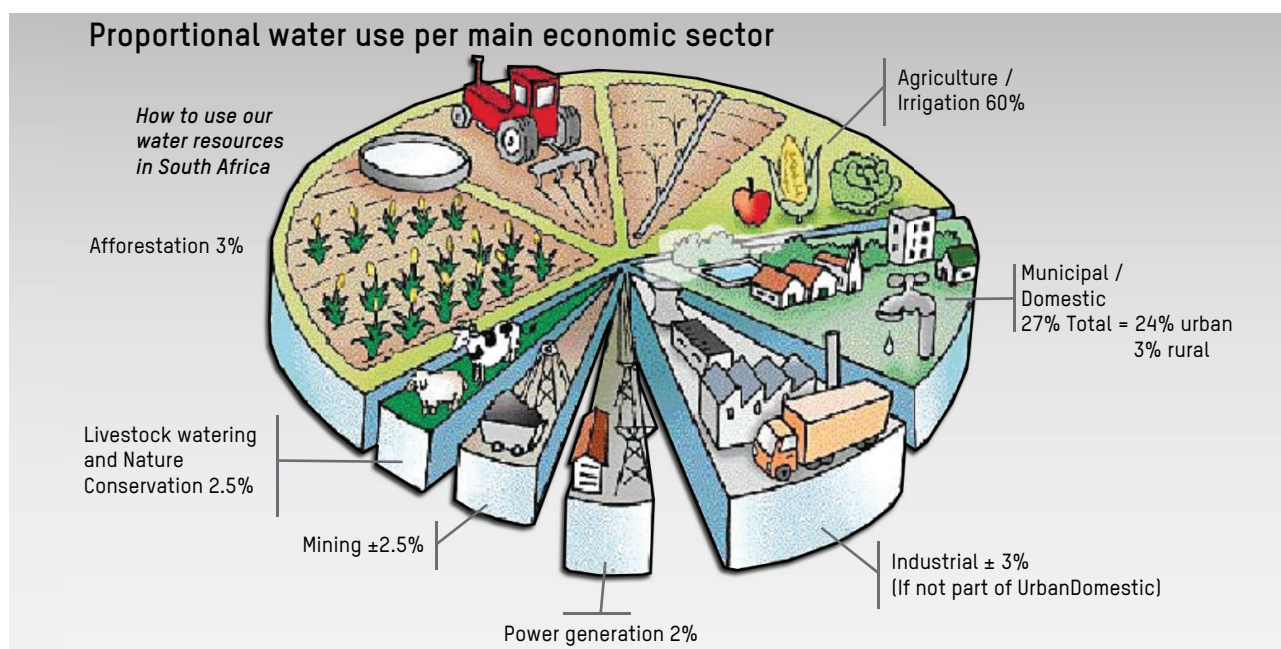 Proportional water use per main economic sector
How to use our
water resources
in South Africa
Agriculture /
Irrigation 60%
Afforestation 3%
Municipal /
Domestic
27% Total = 24% urban
3% rural
Livestock watering
and Nature
Conservation 2.5%
Mining ±2.5%
Industrial ± 3%
(If not part of UrbanDomestic)
Power generation 2%